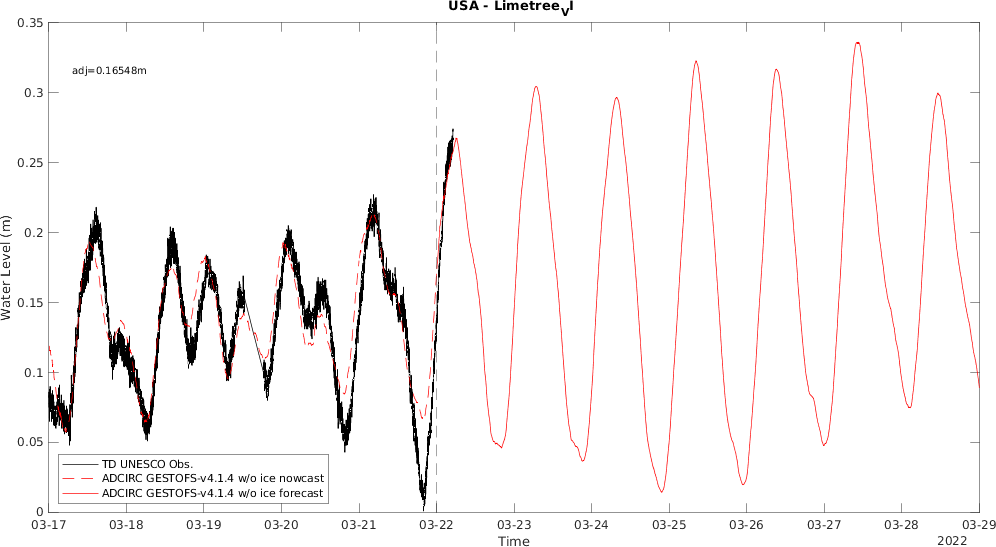 USA - Limetree_VI
adj=0.16548m
0.35
0.3
0.25
0.2
0.15
0.1
0.05
0
Water Level (m)
TD UNESCO Obs.
ADCIRC GESTOFS-v4.1.4 w/o ice nowcast
ADCIRC GESTOFS-v4.1.4 w/o ice forecast
03-17 03-18 03-19 03-20 03-21 03-22 03-23 03-24 03-25 03-26 03-27 03-28 03-29
Time
2022